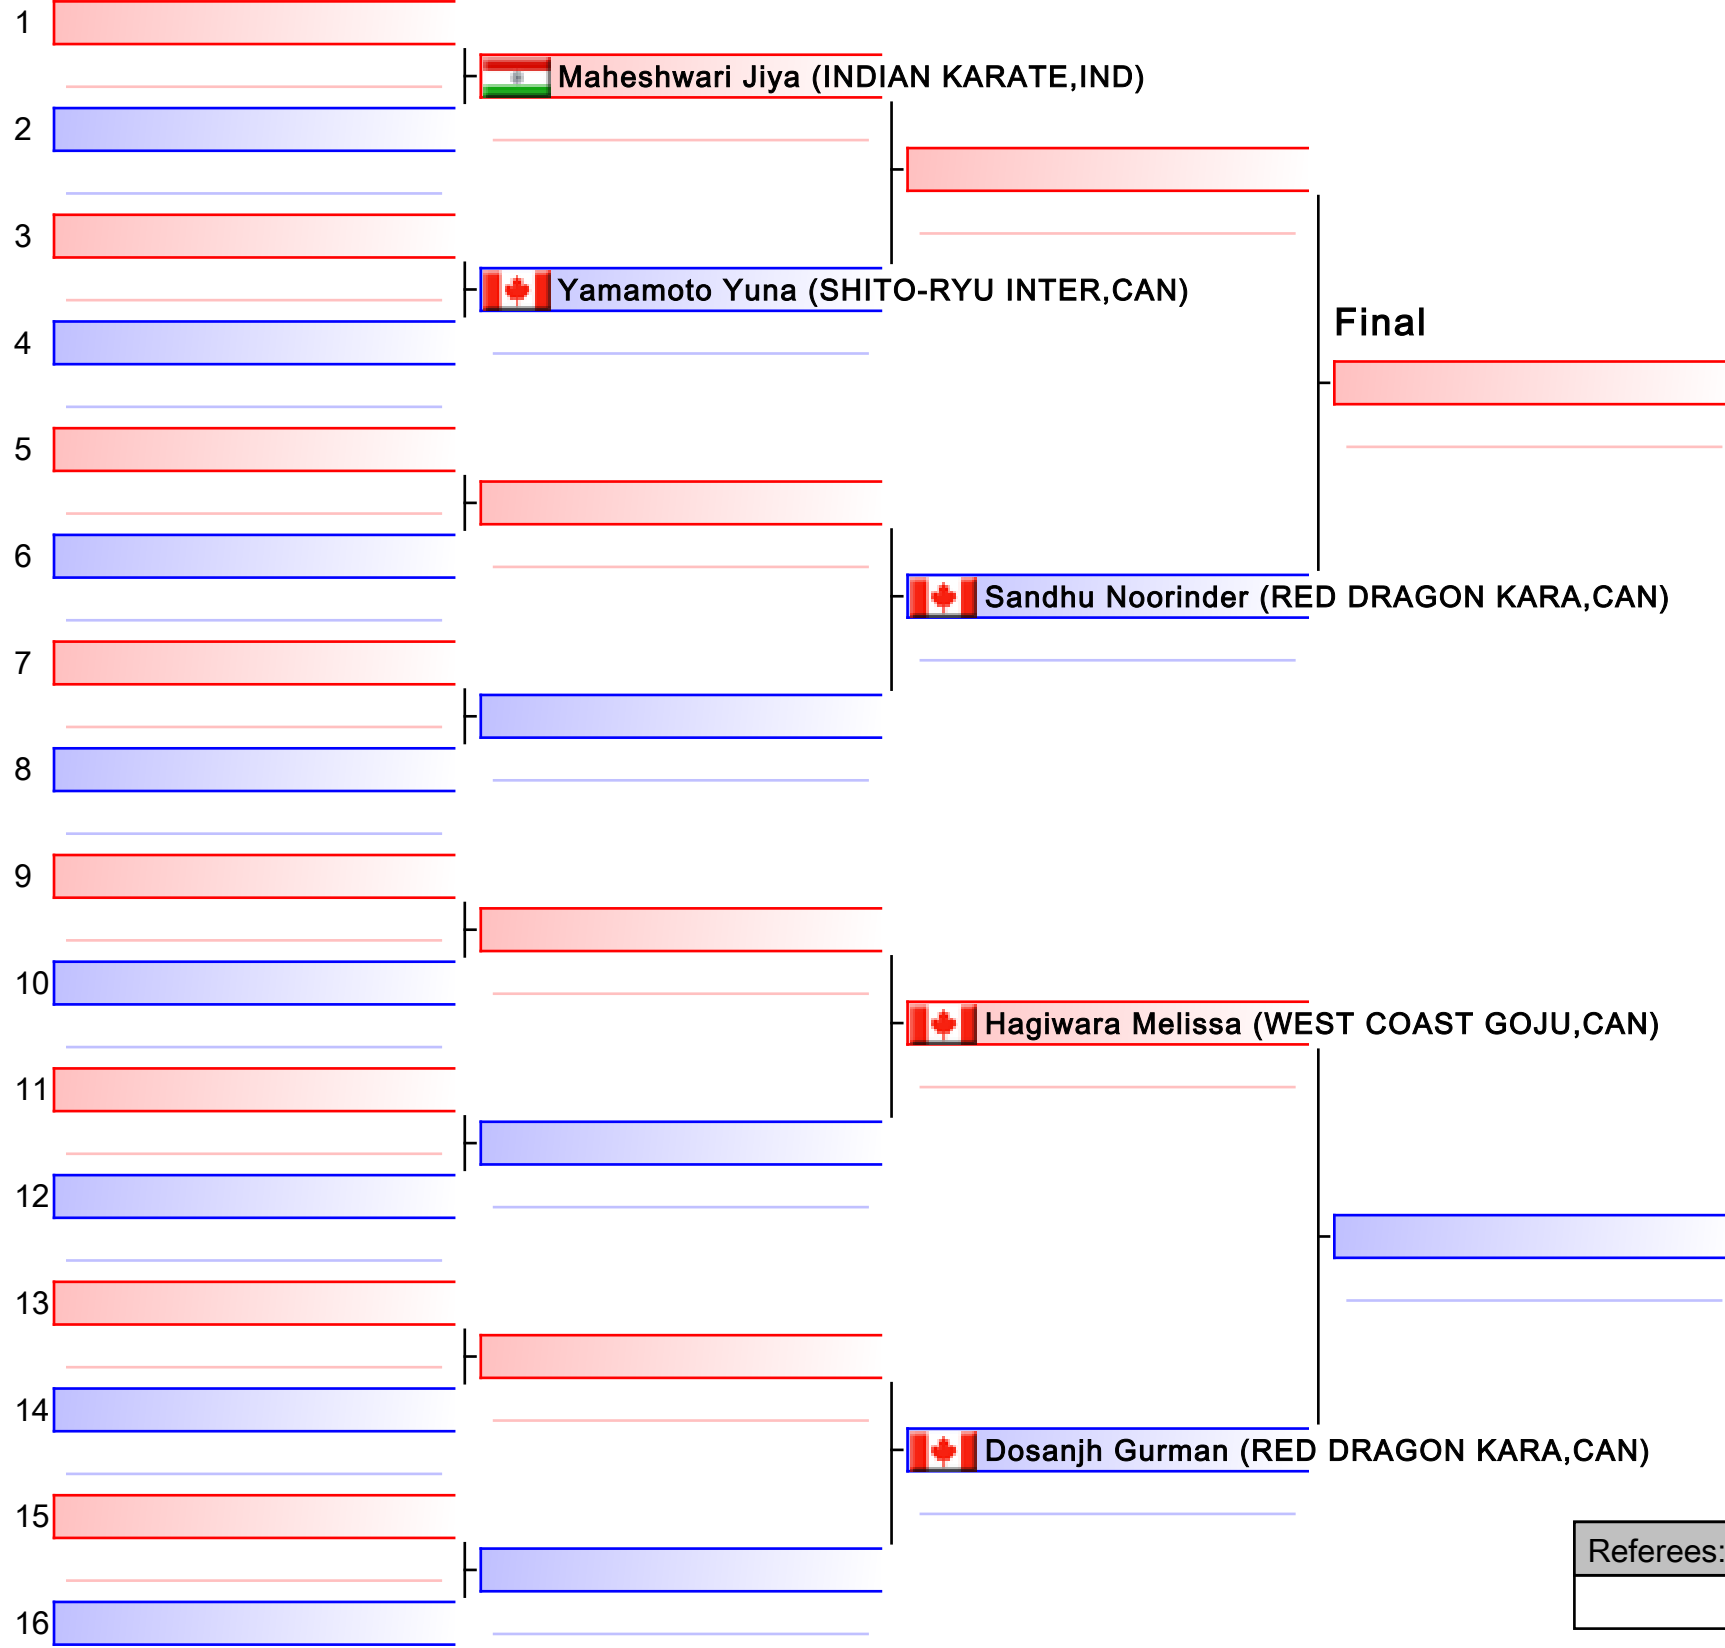 1
Maheshwari Jiya (INDIAN KARATE,IND)
2
3
Yamamoto Yuna (SHITO-RYU INTER,CAN)
Final
4
5
6
Sandhu Noorinder (RED DRAGON KARA,CAN)
7
8
9
10
Hagiwara Melissa (WEST COAST GOJU,CAN)
11
12
13
14
Dosanjh Gurman (RED DRAGON KARA,CAN)
15
Referees:
16